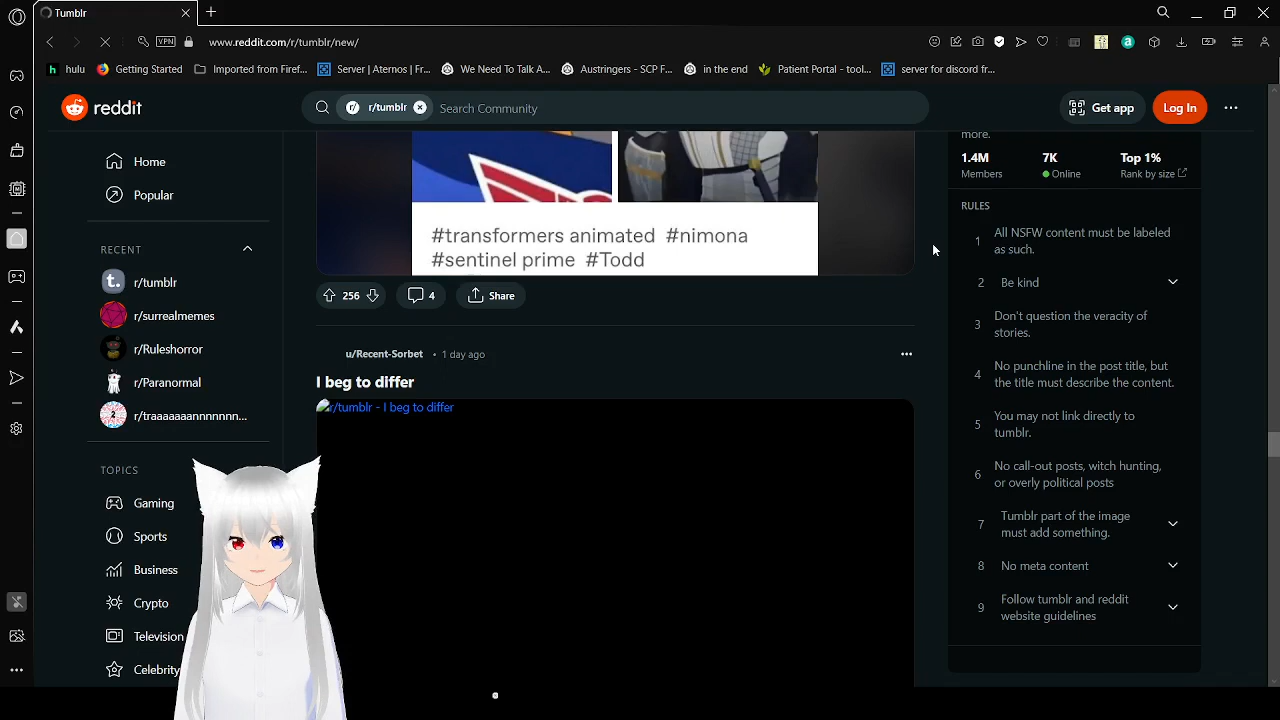 Tumblr
VPN
www.reddit.com/r/tumblr/new/
hulu
Getting Started
Imported from Firef...
Server | Aternos | Fr...
We Need To Talk A...
Austringers - SCP F...
in the end
Patient Portal - tool...
server for discord fr...
reddit
r/ r/tumblr
Search Community
Get app
Log In
Home
Popular
RECENT
r/tumblr
r/surrealmemes
r/Ruleshorror
r/Paranormal
r/traaaaaaannnnnnn...
TOPICS
Gaming
Sports
Business
Crypto
Television
Celebrity
#transformers animated #nimona
#sentinel prime #Todd
256
4
Share
u/Recent-Sorbet • 1 day ago
I beg to differ
r/tumblr - I beg to differ
more.
1.4M
7K
Top 1%
Members
Online
Rank by size
RULES
1 All NSFW content must be labeled
as such.
2 Be kind
3 Don't question the veracity of
stories.
4 No punchline in the post title, but
the title must describe the content.
5 You may not link directly to
tumblr.
6 No call-out posts, witch hunting,
or overly political posts
7 Tumblr part of the image
must add something.
8 No meta content
9 Follow tumblr and reddit
website guidelines